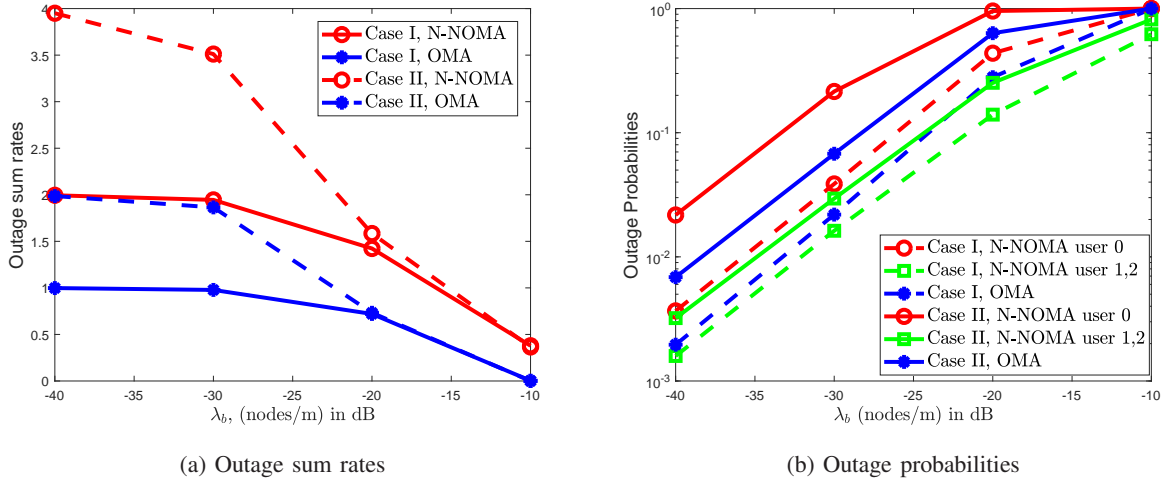 4
3.5
3
2.5
2
1.5
1
0.5
0
-40
-35
-30
-25
-20
-15
-10
Outage sum rates
λ_b, (nodes/m) in dB
Case I, N-NOMA
Case I, OMA
Case II, N-NOMA
Case II, OMA
(a) Outage sum rates
10^0
10^-1
10^-2
10^-3
-40
-35
-30
-25
-20
-15
-10
Outage Probabilities
λ_b (nodes/m) in dB
Case I, N-NOMA user 0
Case I, N-NOMA user 1,2
Case I, OMA
Case II, N-NOMA user 0
Case II, N-NOMA user 1,2
Case II, OMA
(b) Outage probabilities